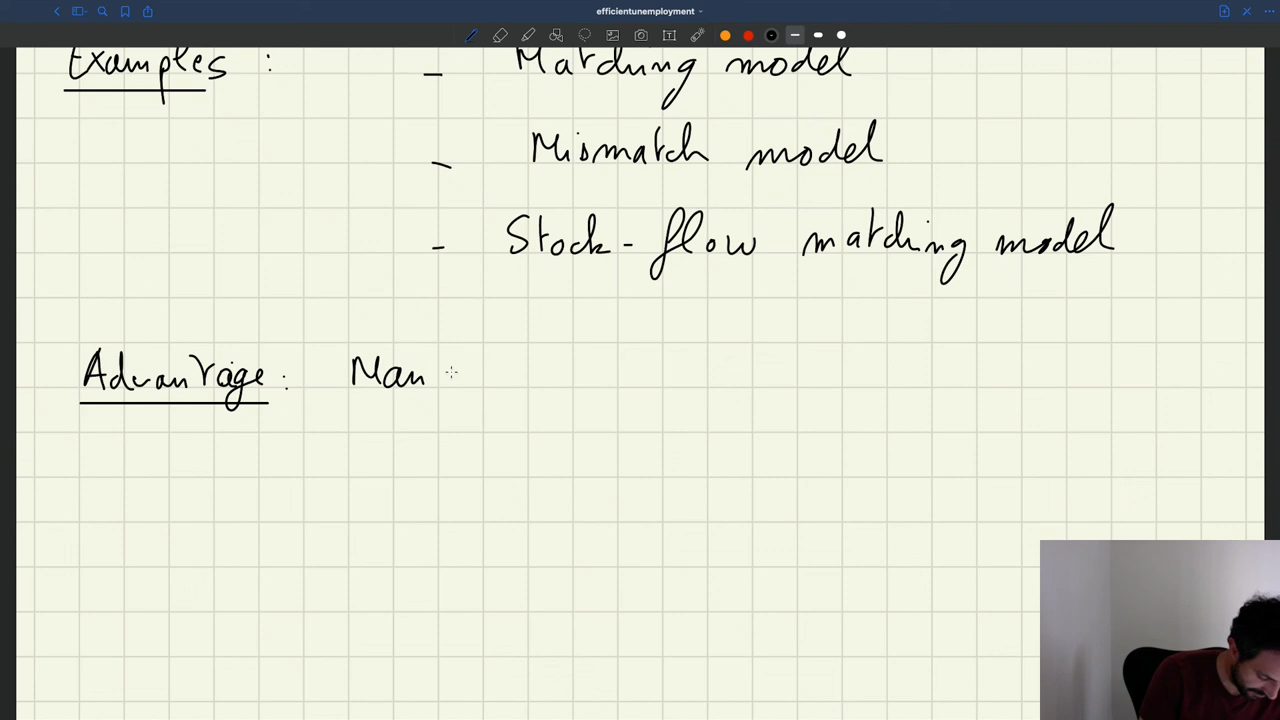 efficientunemployment
Examples : - Matching model
- Mismatch model
- Stock-flow matching model
Advantage: Man